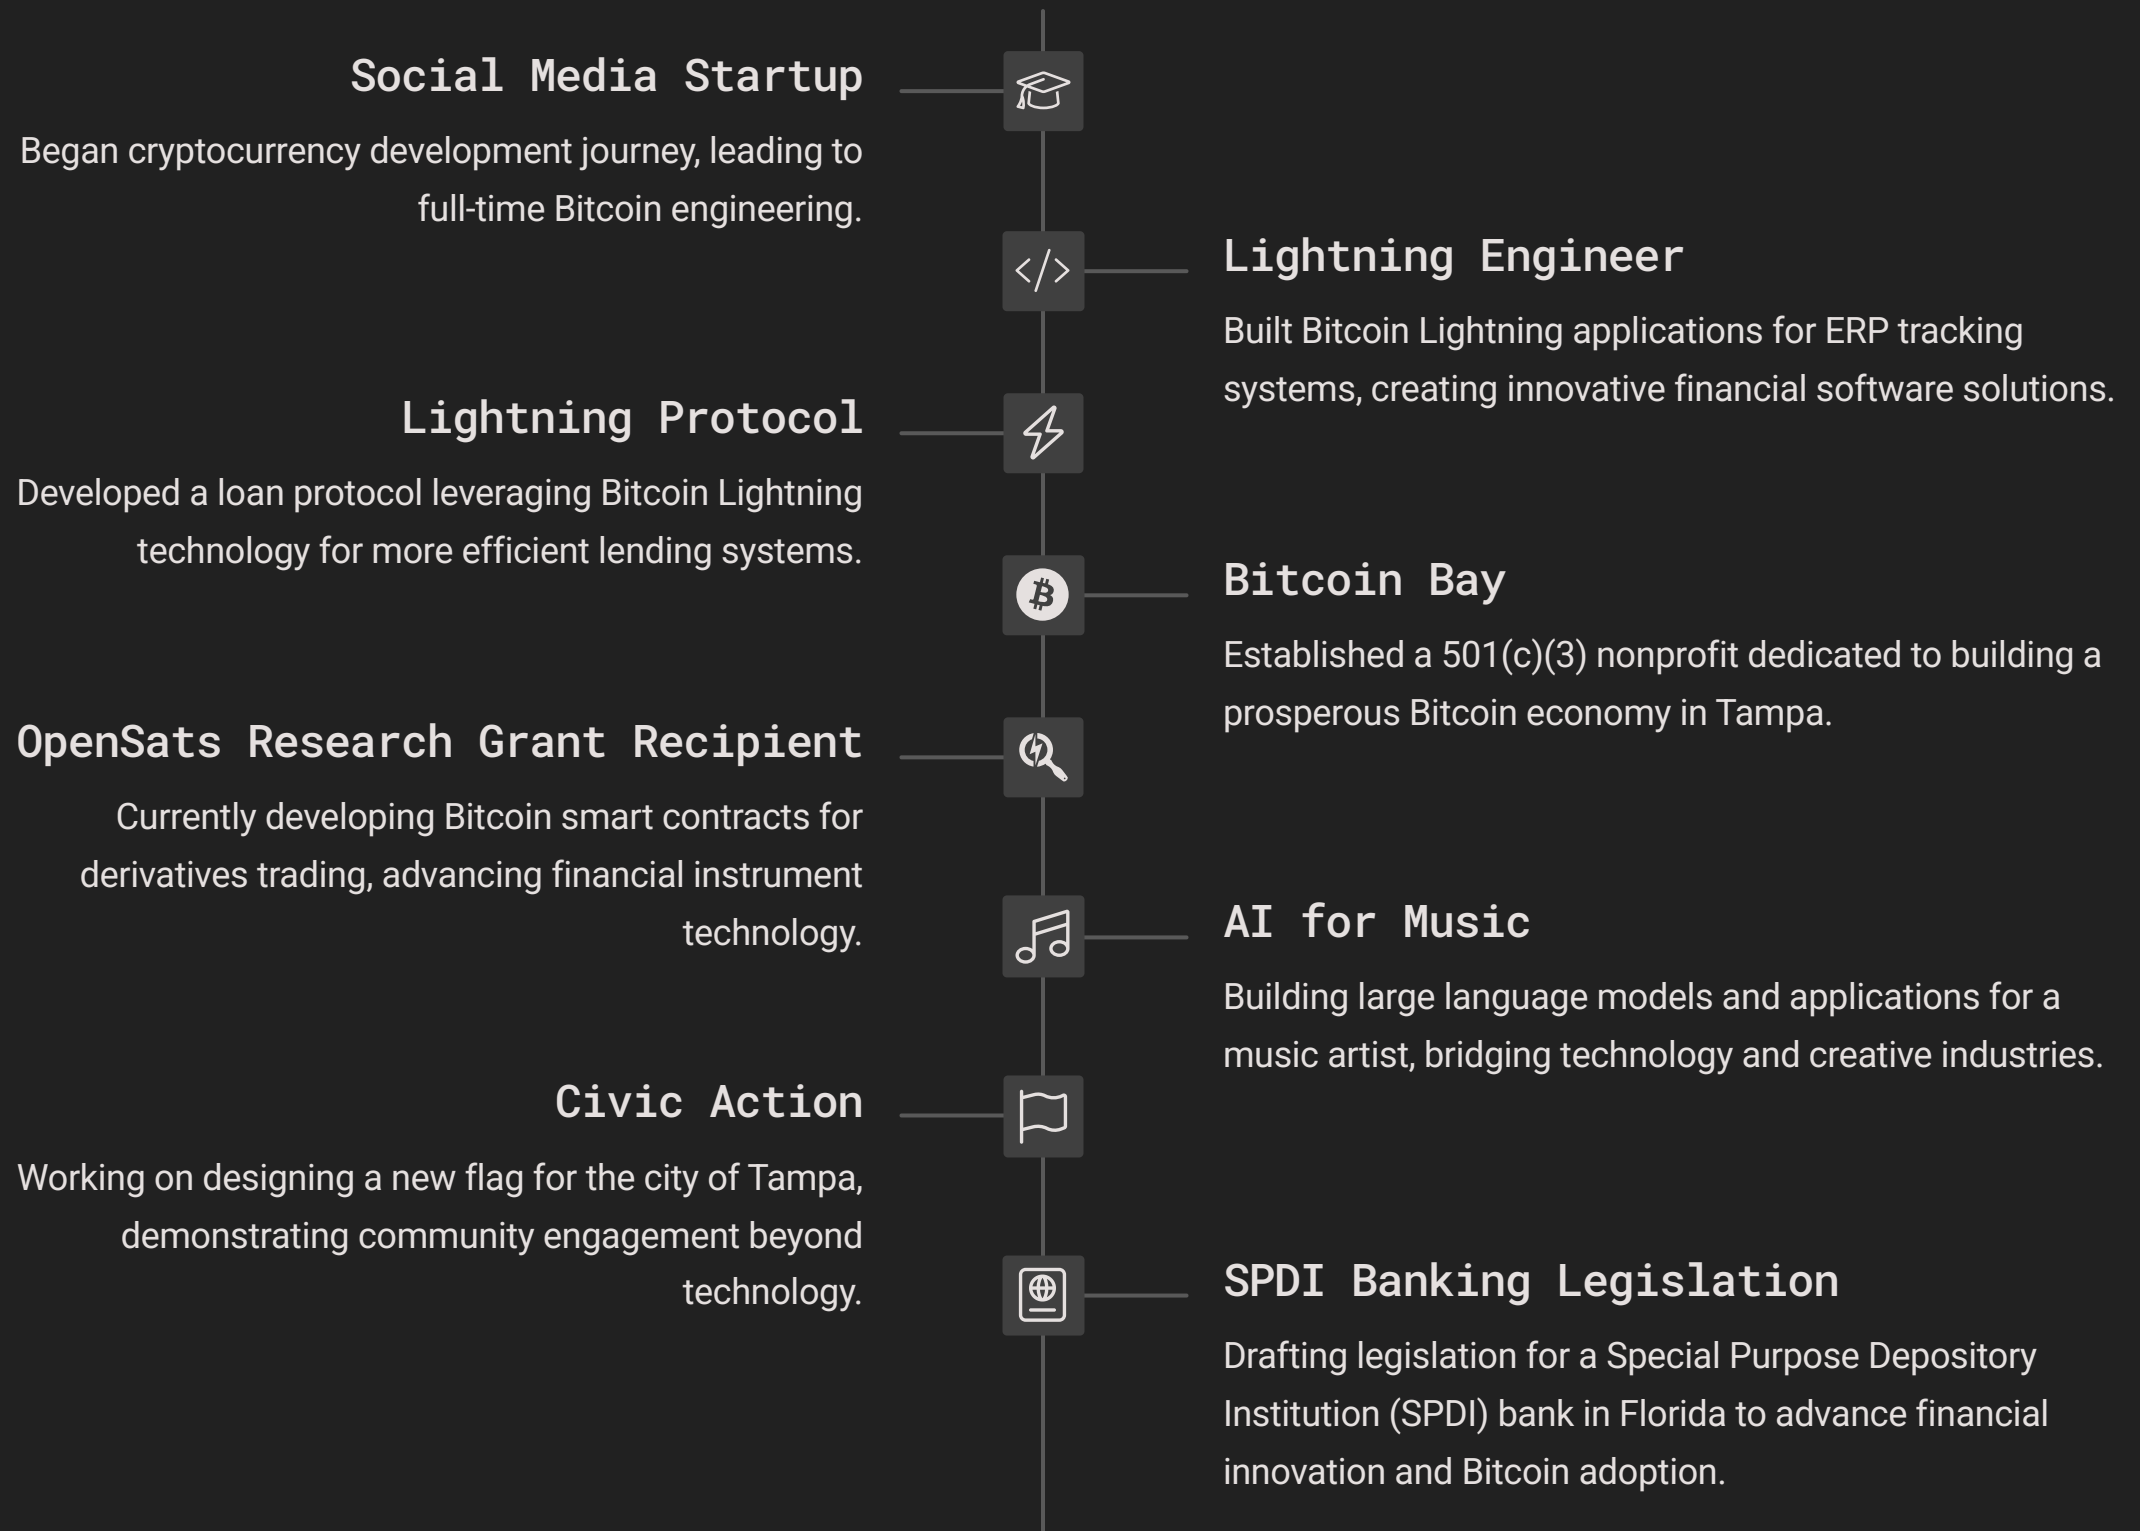 Social Media Startup
Began cryptocurrency development journey, leading to
full-time Bitcoin engineering.
Lightning Engineer
Built Bitcoin Lightning applications for ERP tracking
systems, creating innovative financial software solutions.
Lightning Protocol
Developed a loan protocol leveraging Bitcoin Lightning
technology for more efficient lending systems.
Bitcoin Bay
Established a 501(c)(3) nonprofit dedicated to building a
prosperous Bitcoin economy in Tampa.
OpenSats Research Grant Recipient
Currently developing Bitcoin smart contracts for
derivatives trading, advancing financial instrument
technology.
AI for Music
Building large language models and applications for a
music artist, bridging technology and creative industries.
Civic Action
Working on designing a new flag for the city of Tampa,
demonstrating community engagement beyond
technology.
SPDI Banking Legislation
Drafting legislation for a Special Purpose Depository
Institution (SPDI) bank in Florida to advance financial
innovation and Bitcoin adoption.